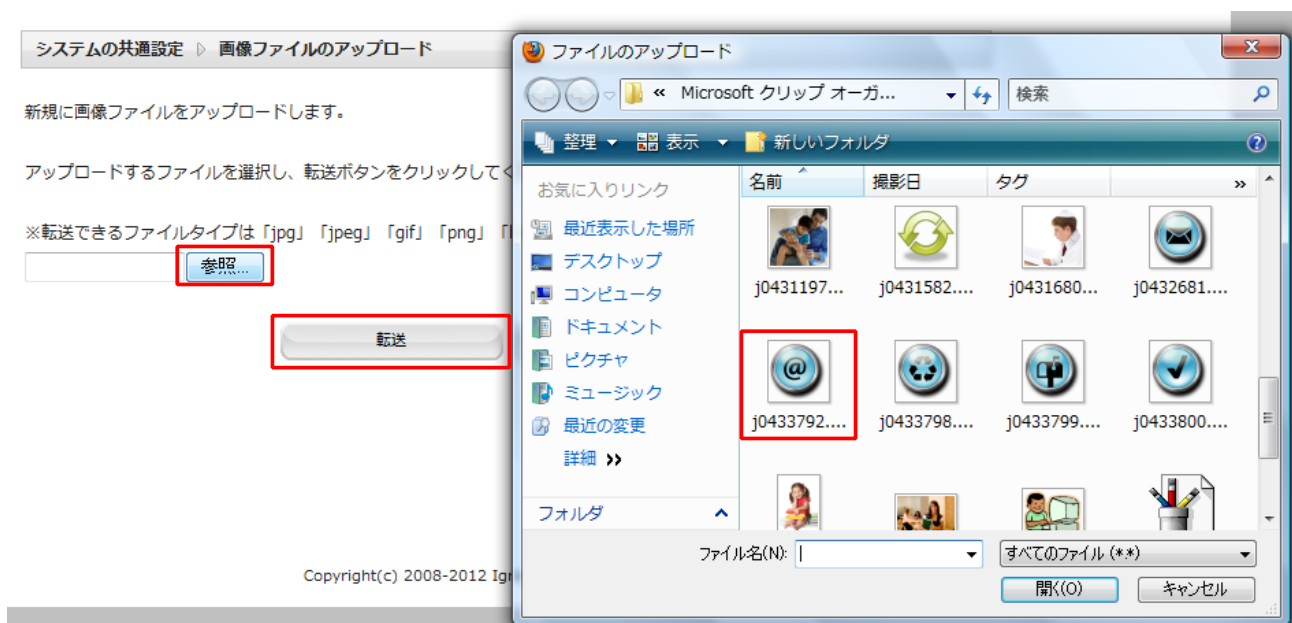 システムの共通設定 ▷ 画像ファイルのアップロード
新規に画像ファイルをアップロードします。
アップロードするファイルを選択し、転送ボタンをクリックして
※転送できるファイルタイプは「jpg」「jpeg」「gif」「png」「
参照...
転送
Copyright(c) 2008-2012
ファイルのアップロード
« Microsoft クリップ オーガ...
検索
整理 表示 新しいフォルダ
お気に入りリンク
最近表示した場所
デスクトップ
コンピュータ
ドキュメント
ピクチャ
ミュージック
最近の変更
詳細 »
フォルダ
名前 撮影日 タグ »
j0431197... j0431582.... j0431680... j0432681....
j0433792.... j0433798.... j0433799.... j0433800....
ファイル名(N):
すべてのファイル (*.*)
開く(O) キャンセル